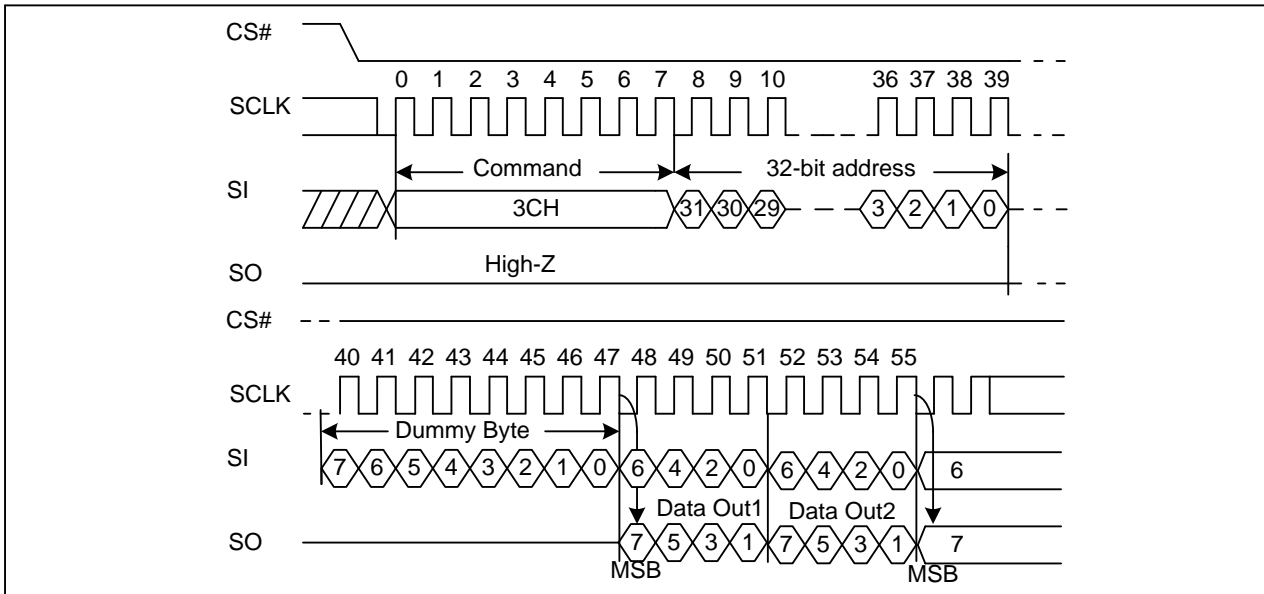 CS#
0 1 2 3 4 5 6 7 8 9 10 36 37 38 39
SCLK
Command 32-bit address
SI
3CH 31 30 29 3 2 1 0
High-Z
SO
CS#
40 41 42 43 44 45 46 47 48 49 50 51 52 53 54 55
SCLK
Dummy Byte
SI
7 6 5 4 3 2 1 0 6 4 2 0 6 4 2 0 6
Data Out1 Data Out2
SO
7 5 3 1 7 5 3 1 7
MSB MSB